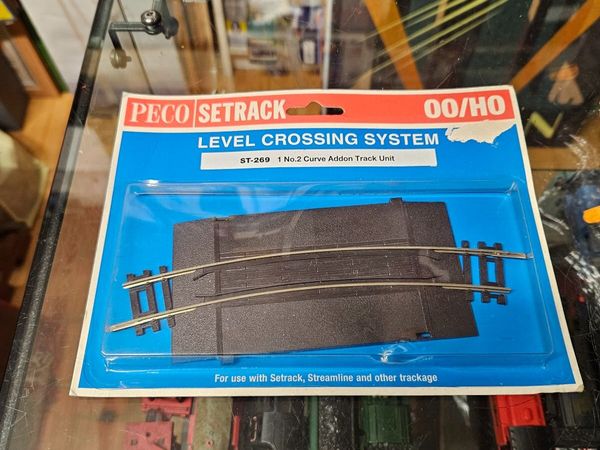 PECO SETRACK OO/HO
LEVEL CROSSING SYSTEM
ST-269 1 No.2 Curve Addon Track Unit
For use with Setrack, Streamline and other trackage